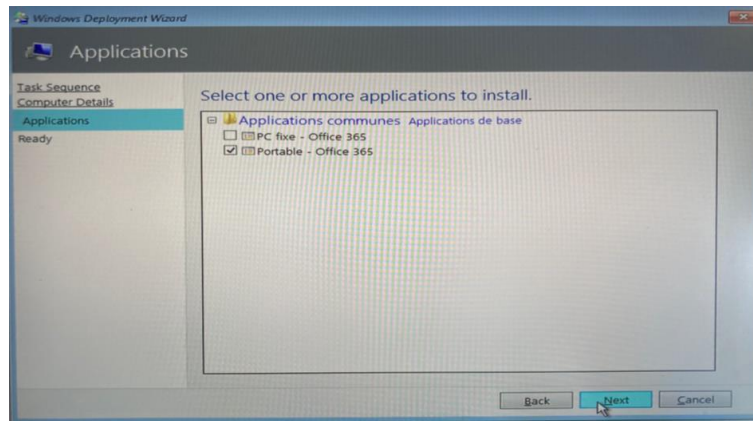 Windows Deployment Wizard
Applications
Task Sequence
Computer Details
Applications
Ready
Select one or more applications to install.
Applications communes Applications de base
PC fixe - Office 365
Portable - Office 365
Back Next Cancel